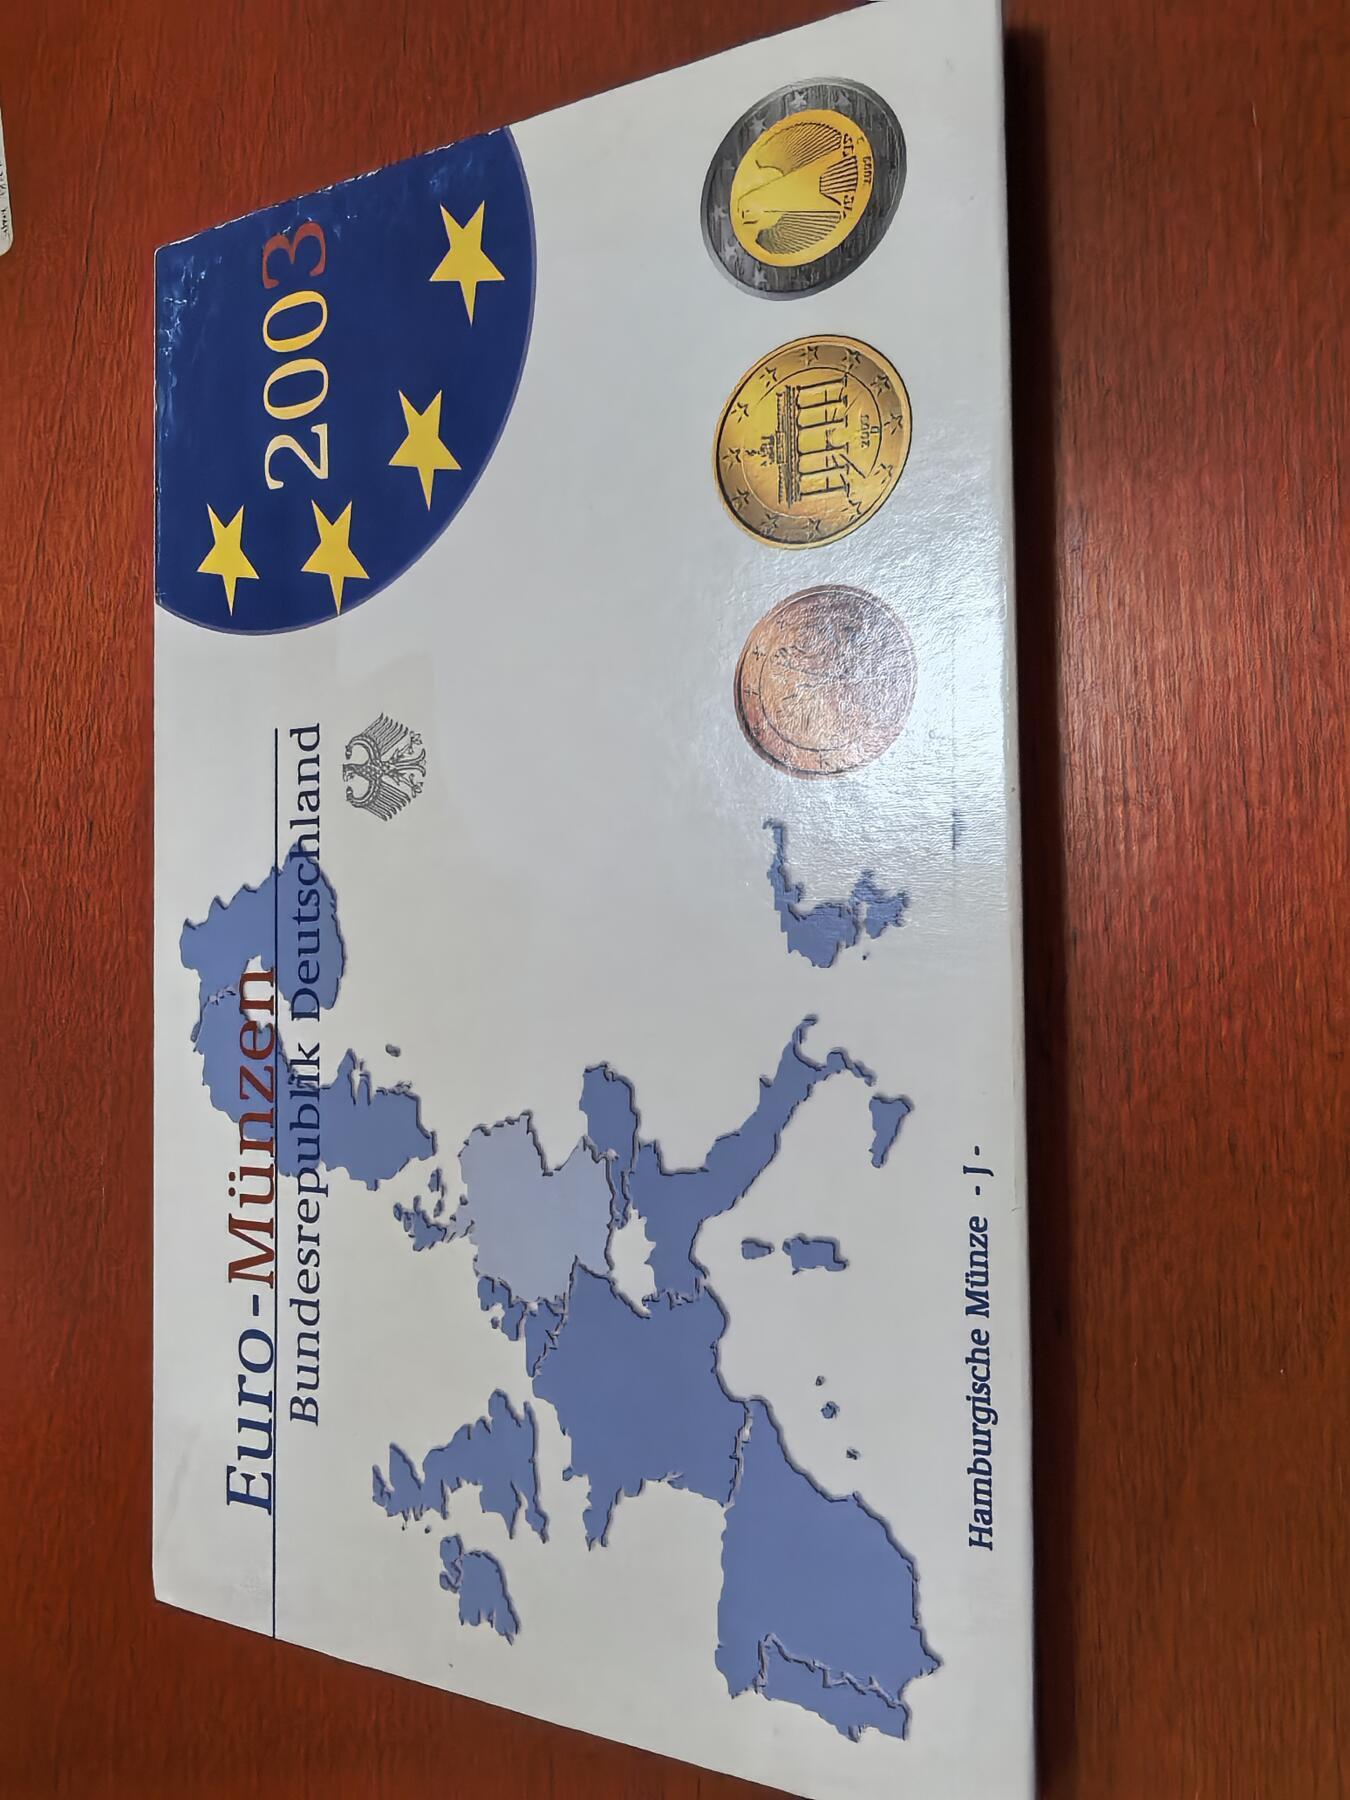 Euro-Münzen
Bundesrepublik Deutschland
2003
Hamburgische Münze - J -